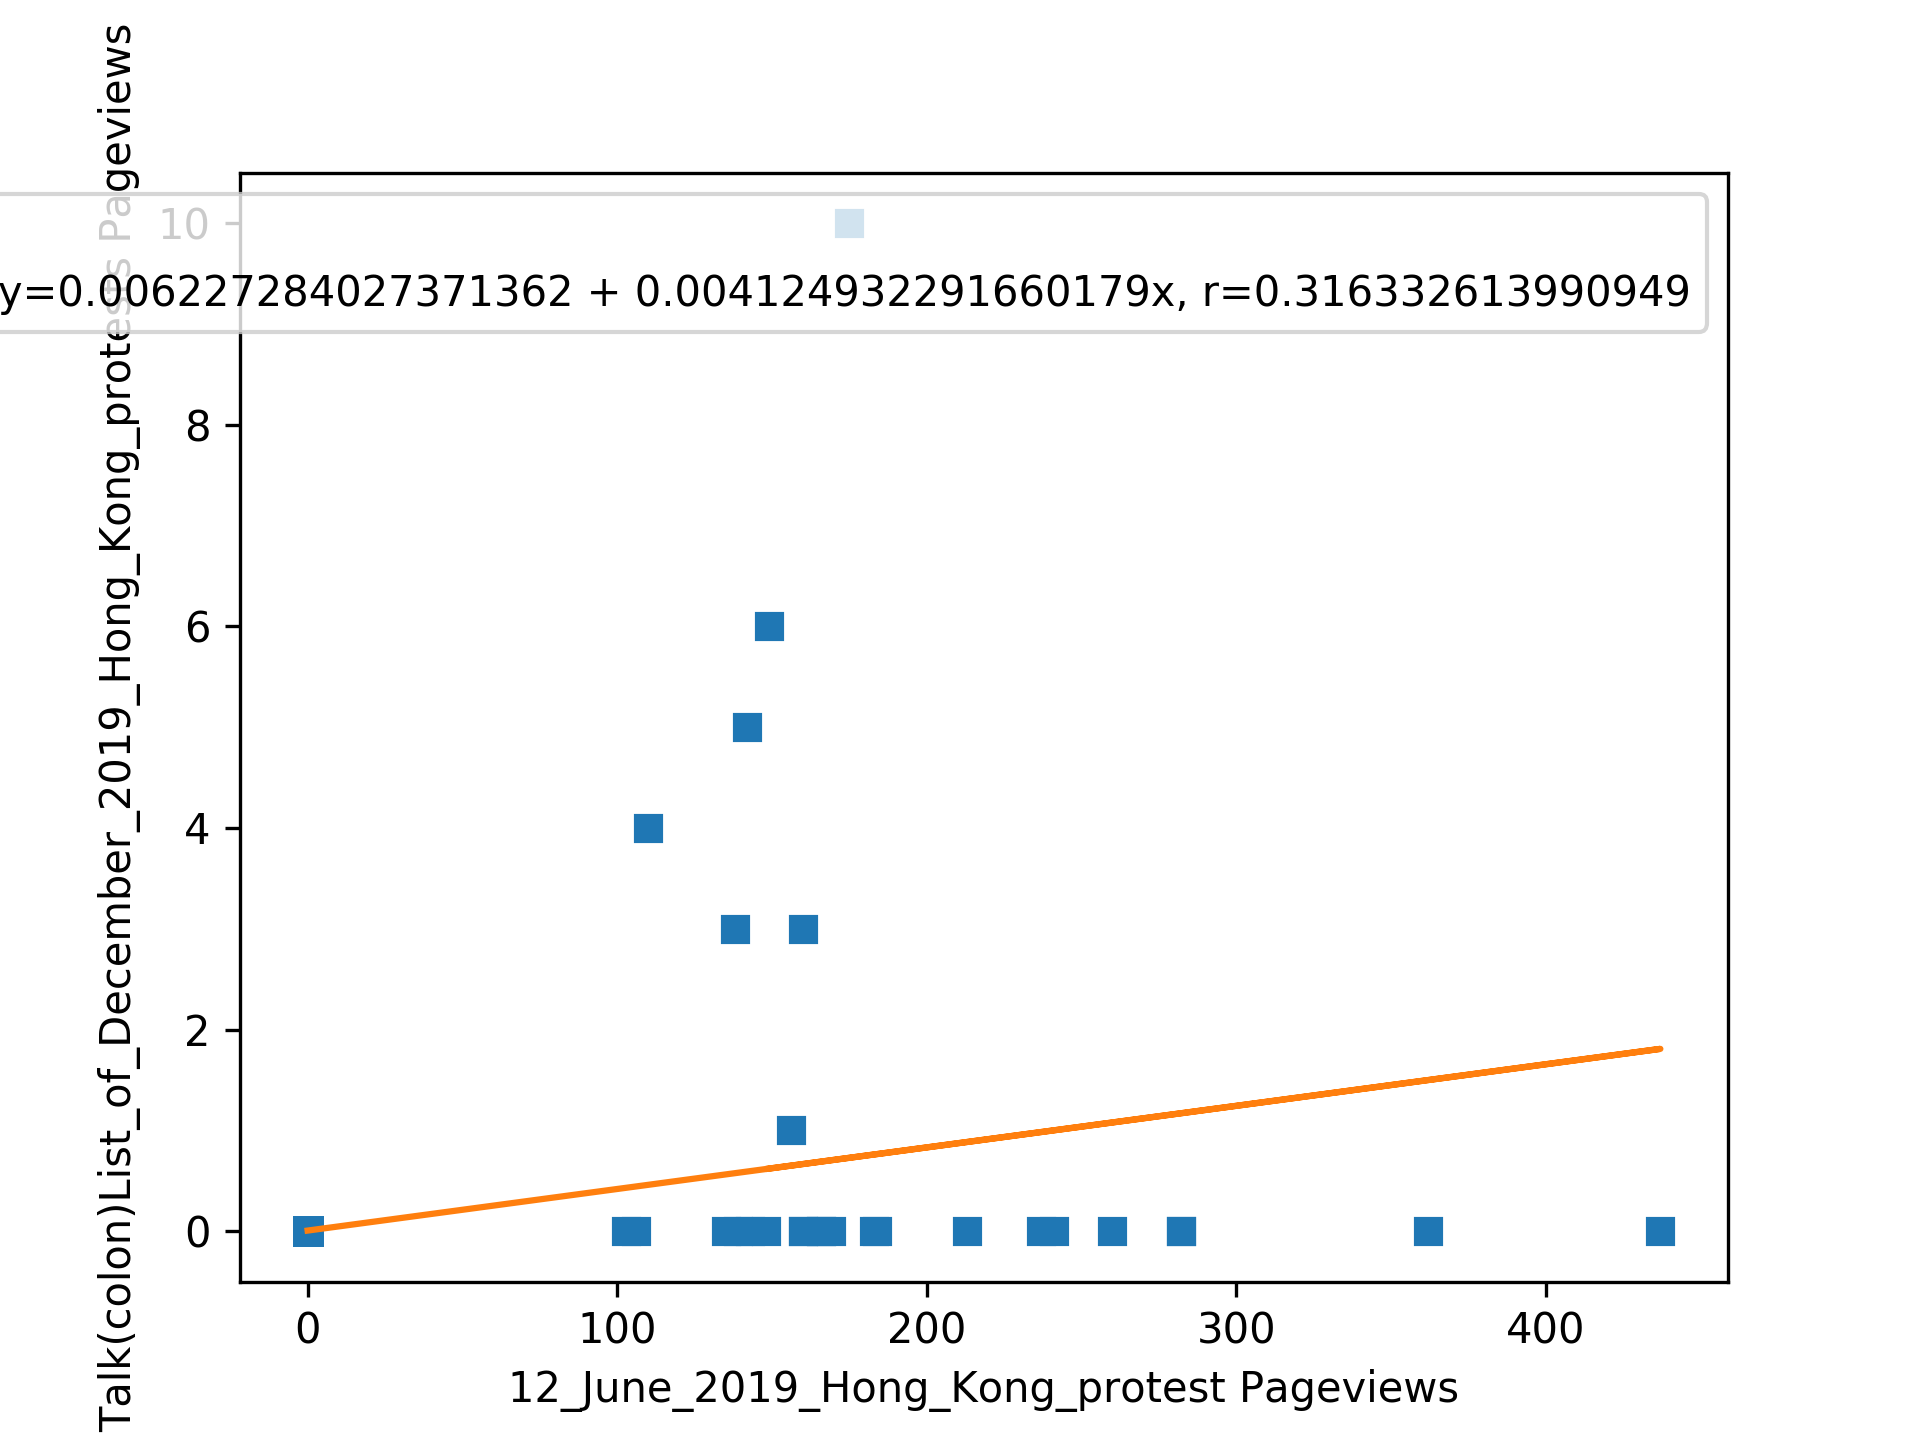 Talk(colon)List_of_December_2019_Hong_Kong_protests Pageviews
10
y=0.006227284027371362 + 0.004124932291660179x, r=0.316332613990949
8
6
4
2
0
0 100 200 300 400
12_June_2019_Hong_Kong_protest Pageviews